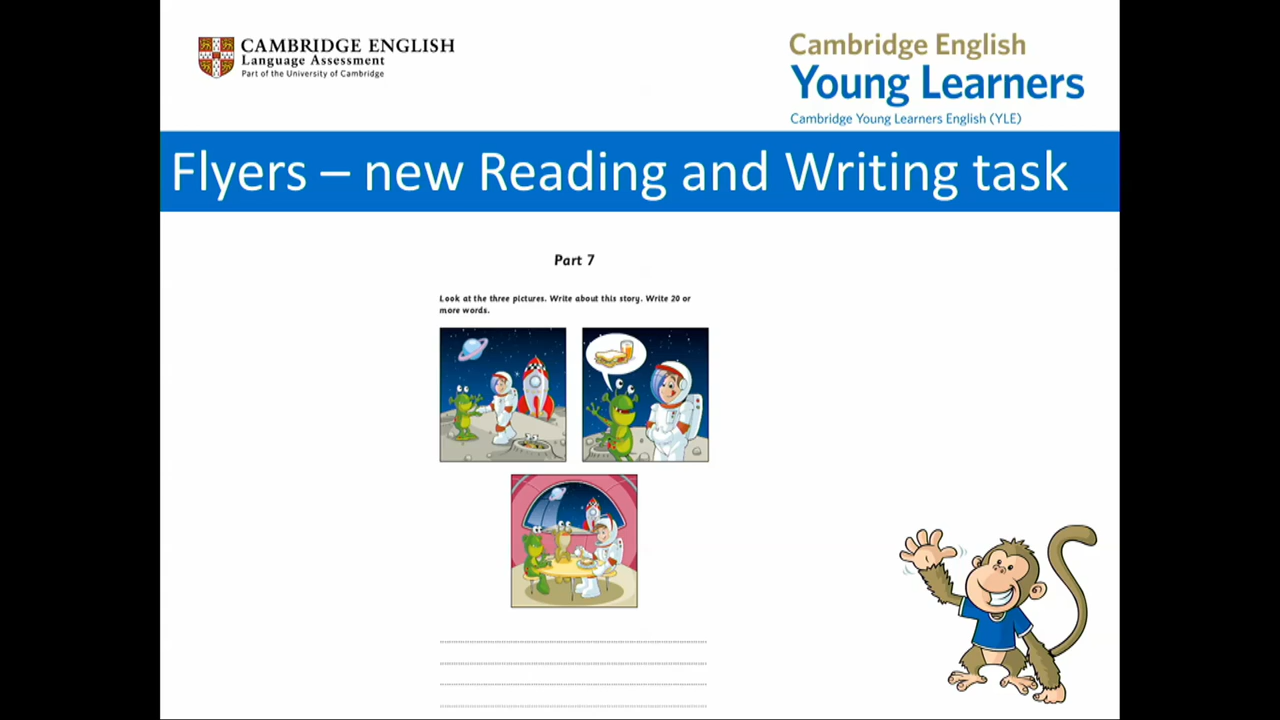 CAMBRIDGE ENGLISH
Language Assessment
Part of the University of Cambridge
Cambridge English
Young Learners
Cambridge Young Learners English (YLE)
Flyers – new Reading and Writing task
Part 7
Look at the three pictures. Write about this story. Write 20 or
more words.